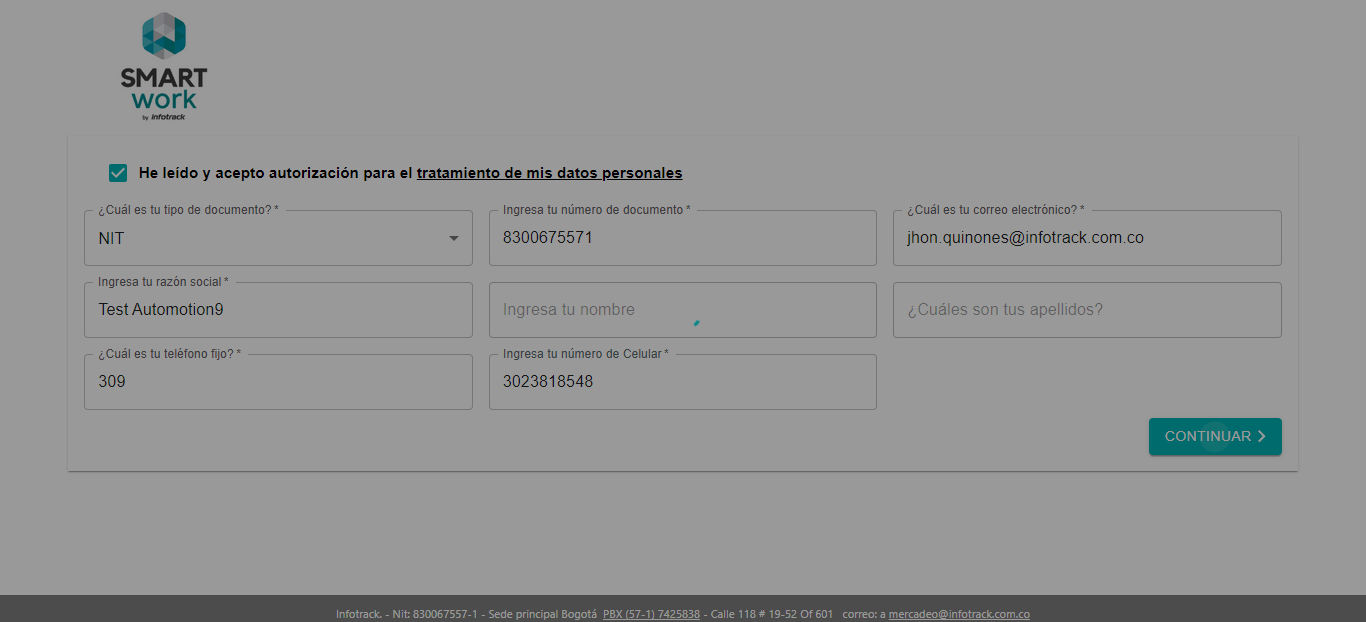 SMART
work
by infotrack
He leído y acepto autorización para el tratamiento de mis datos personales
¿Cuál es tu tipo de documento? * Ingresa tu número de documento * ¿Cuál es tu correo electrónico? *
NIT 8300675571 jhon.quinones@infotrack.com.co
Ingresa tu razón social *
Test Automotion9 Ingresa tu nombre ¿Cuáles son tus apellidos?
¿Cuál es tu teléfono fijo? * Ingresa tu número de Celular *
309 3023818548
CONTINUAR
Infotrack. - Nit: 830067557-1 - Sede principal Bogotá PBX (57-1) 7425838 - Calle 118 # 19-52 Of 601 correo: a mercadeo@infotrack.com.co